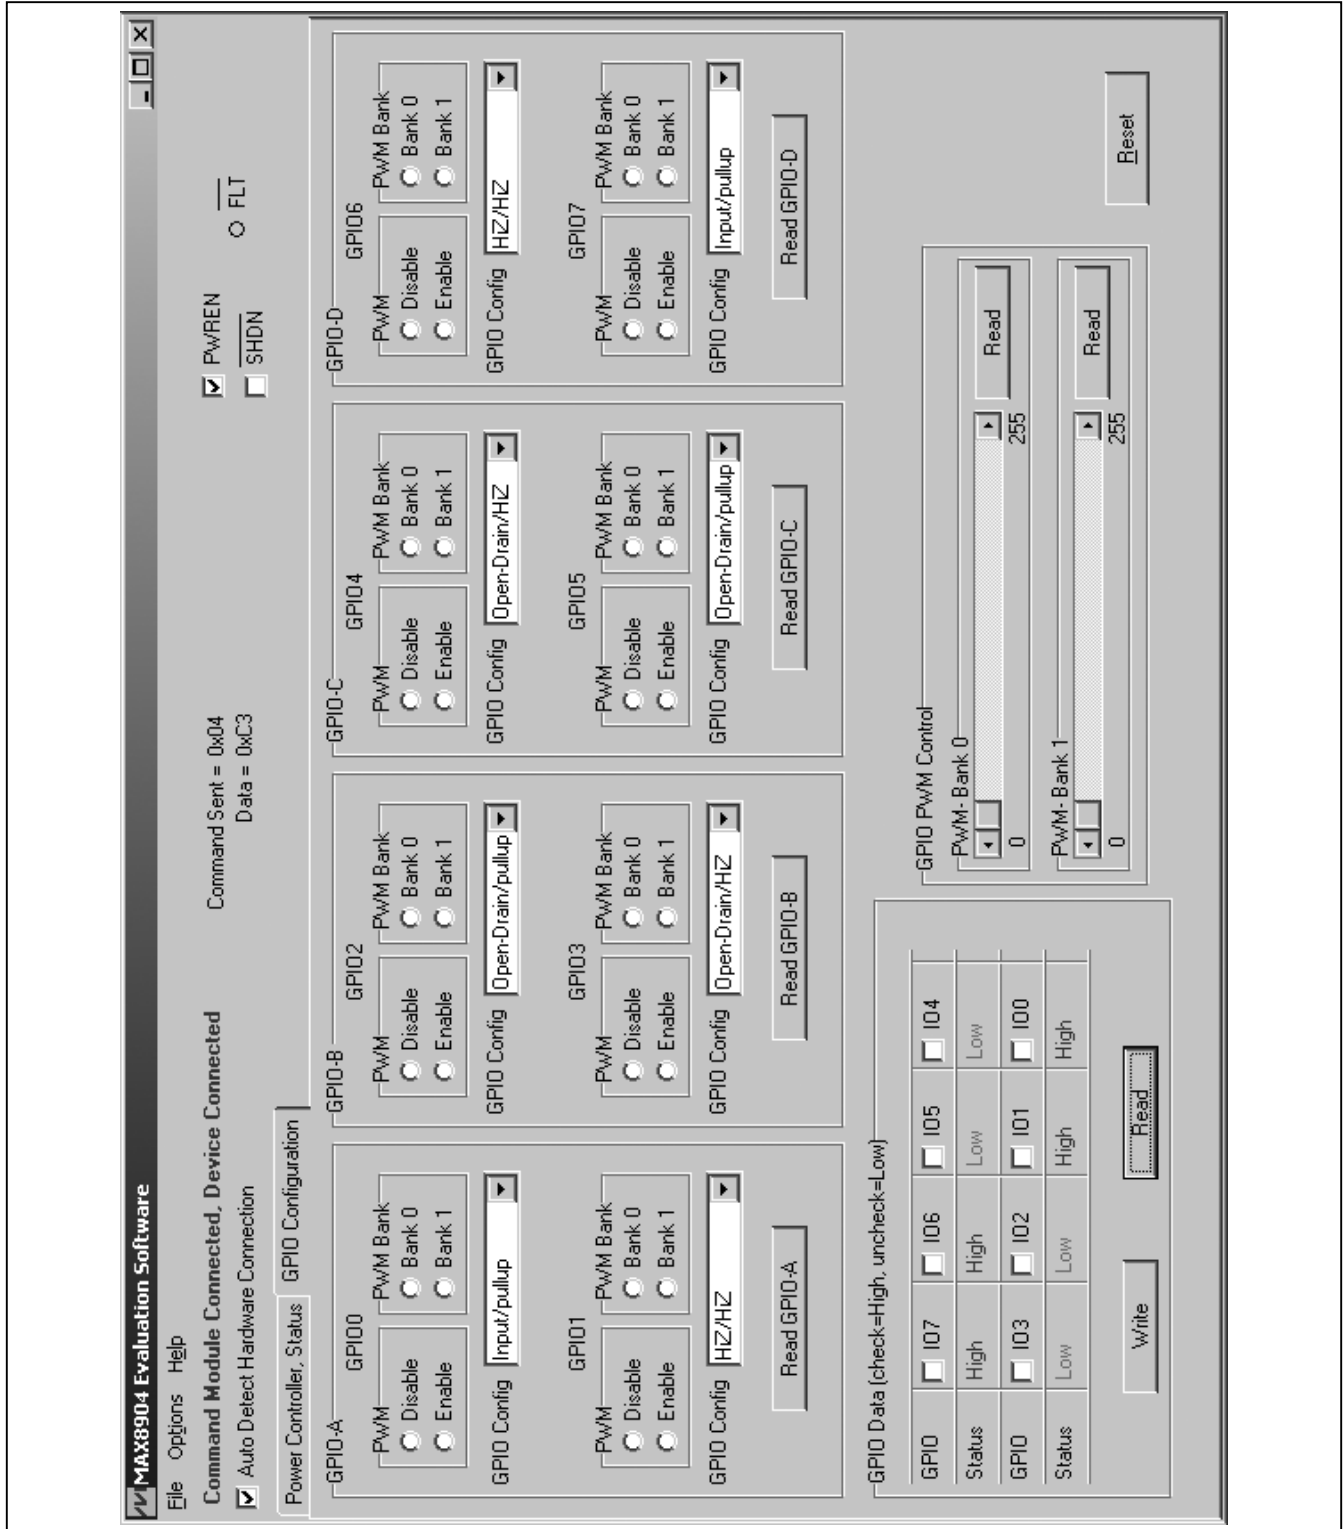 MAX8904 Evaluation Software
File Options Help
Command Module Connected, Device Connected
Command Sent = 0x04
PWREN
FLT
Auto Detect Hardware Connection
Data = 0xC3
SHDN
Power Controller, Status
GPIO Configuration
GPIO-A
GPIO0
PWM
Disable
Enable
PWM Bank
Bank 0
Bank 1
GPIO Config
Input/pullup
GPIO1
PWM
Disable
Enable
PWM Bank
Bank 0
Bank 1
GPIO Config
HiZ/HiZ
Read GPIO-A
GPIO-B
GPIO2
PWM
Disable
Enable
PWM Bank
Bank 0
Bank 1
GPIO Config
Open-Drain/pullup
GPIO3
PWM
Disable
Enable
PWM Bank
Bank 0
Bank 1
GPIO Config
Open-Drain/HiZ
Read GPIO-B
GPIO-C
GPIO4
PWM
Disable
Enable
PWM Bank
Bank 0
Bank 1
GPIO Config
Open-Drain/HiZ
GPIO5
PWM
Disable
Enable
PWM Bank
Bank 0
Bank 1
GPIO Config
Open-Drain/pullup
Read GPIO-C
GPIO-D
GPIO6
PWM
Disable
Enable
PWM Bank
Bank 0
Bank 1
GPIO Config
HiZ/HiZ
GPIO7
PWM
Disable
Enable
PWM Bank
Bank 0
Bank 1
GPIO Config
Input/pullup
Read GPIO-D
GPIO Data (check=High, uncheck=Low)
GPIO IO7 IO6 IO5 IO4
Status High High Low Low
GPIO IO3 IO2 IO1 IO0
Status Low Low High High
Write
Read
GPIO PWM Control
PWM- Bank 0
Read
0 255
PWM- Bank 1
Read
0 255
Reset